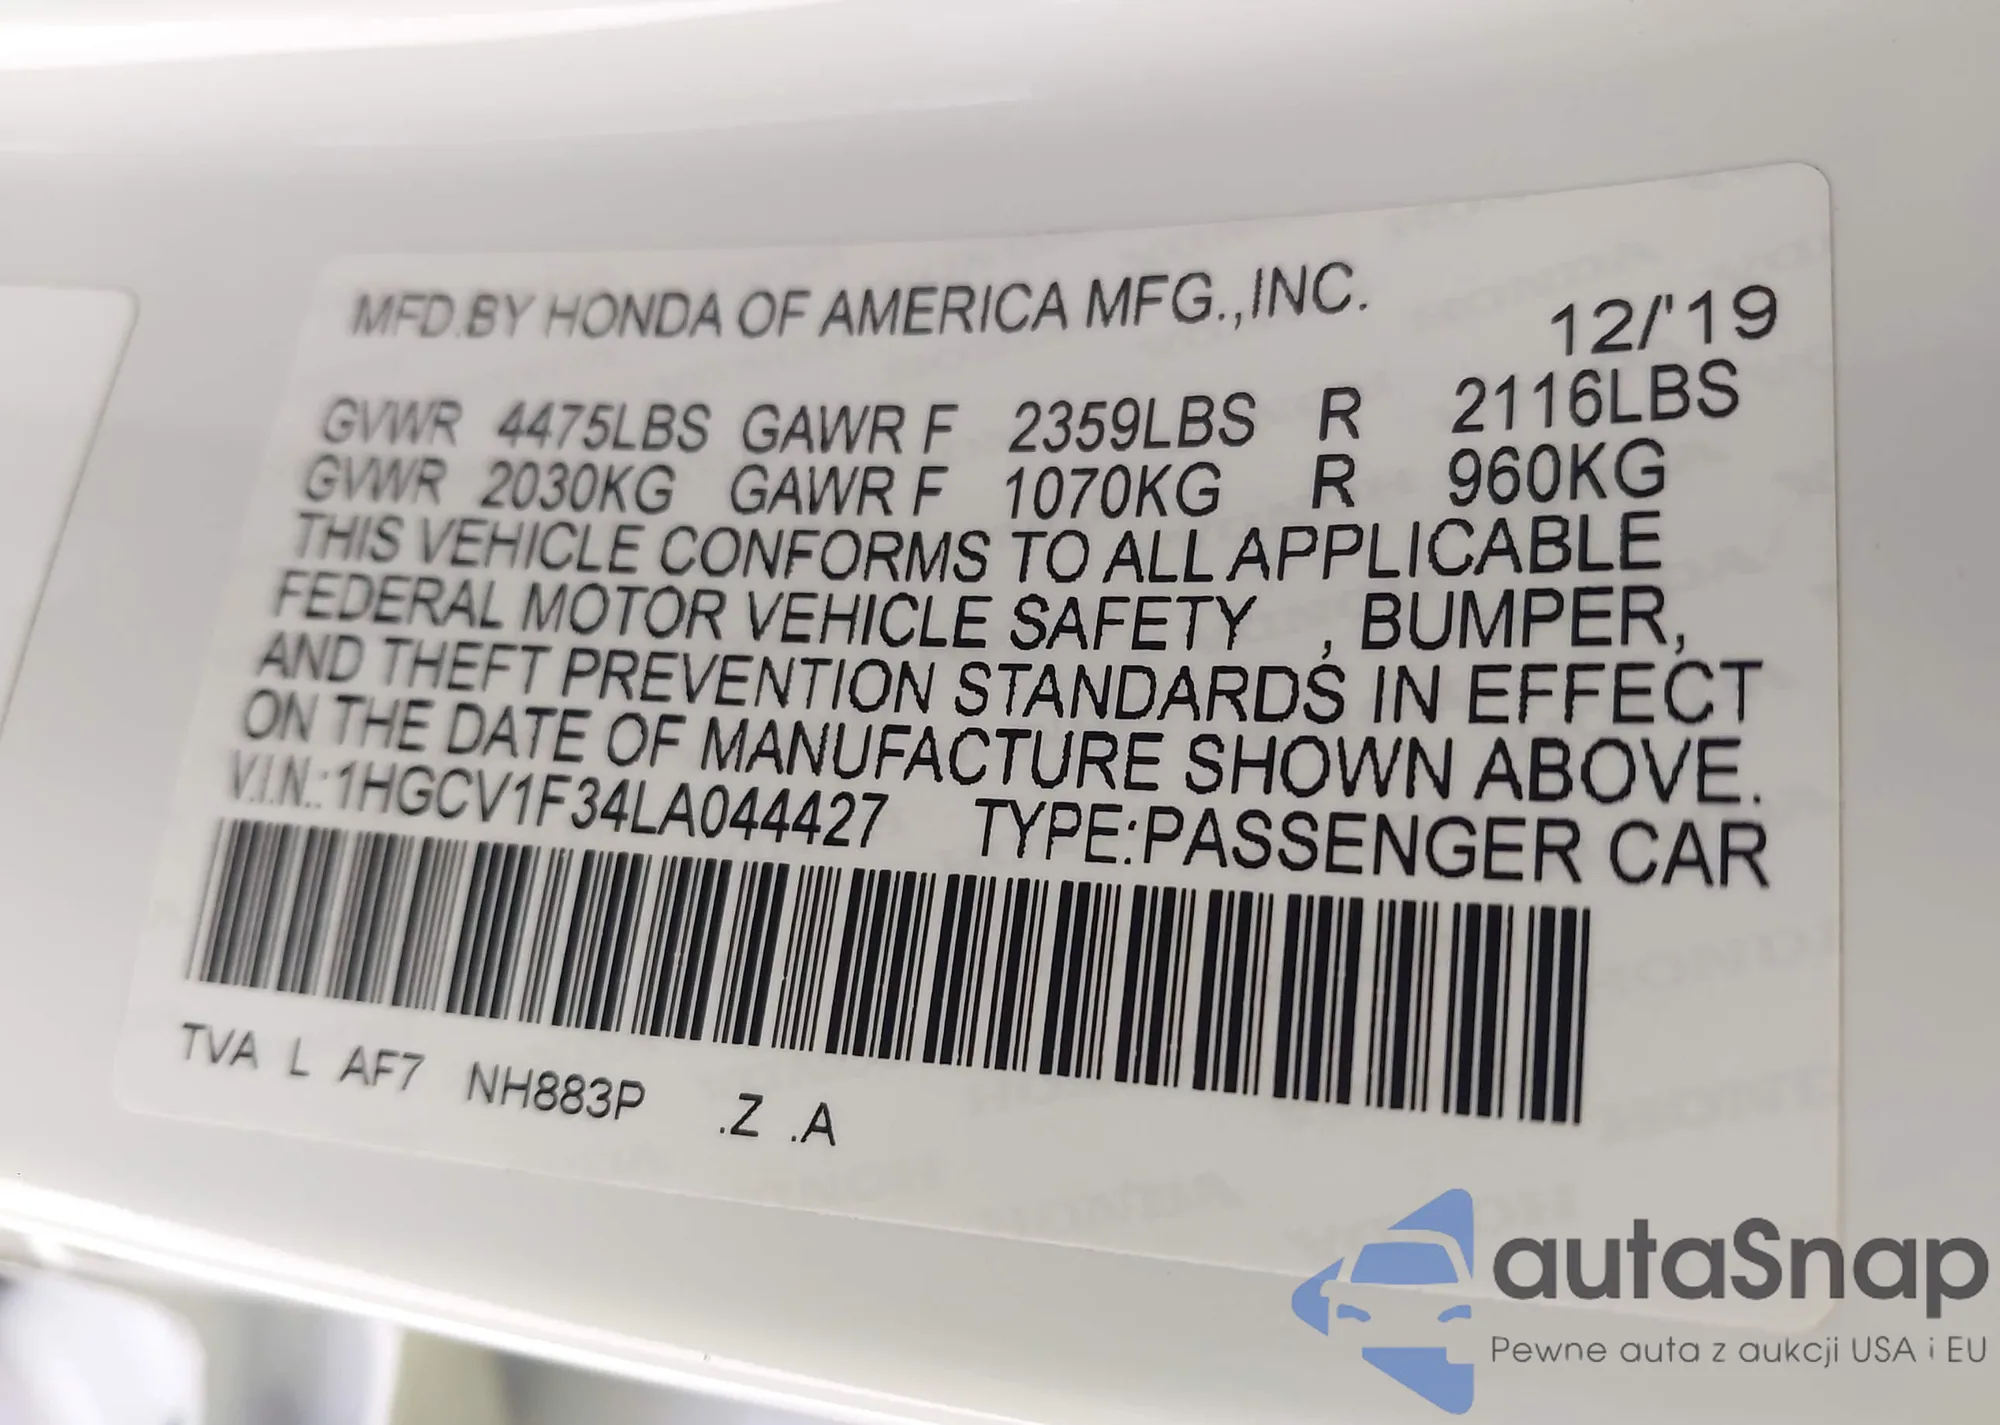 MFD.BY HONDA OF AMERICA MFG.,INC.
12/'19
GVWR 4475LBS GAWR F 2359LBS R 2116LBS
GVWR 2030KG GAWR F 1070KG R 960KG
THIS VEHICLE CONFORMS TO ALL APPLICABLE
FEDERAL MOTOR VEHICLE SAFETY , BUMPER,
AND THEFT PREVENTION STANDARDS IN EFFECT
ON THE DATE OF MANUFACTURE SHOWN ABOVE.
V.I.N.:1HGCV1F34LA044427 TYPE:PASSENGER CAR
TVA L AF7 NH883P .Z .A
autaSnap
Pewne auta z aukcji USA i EU